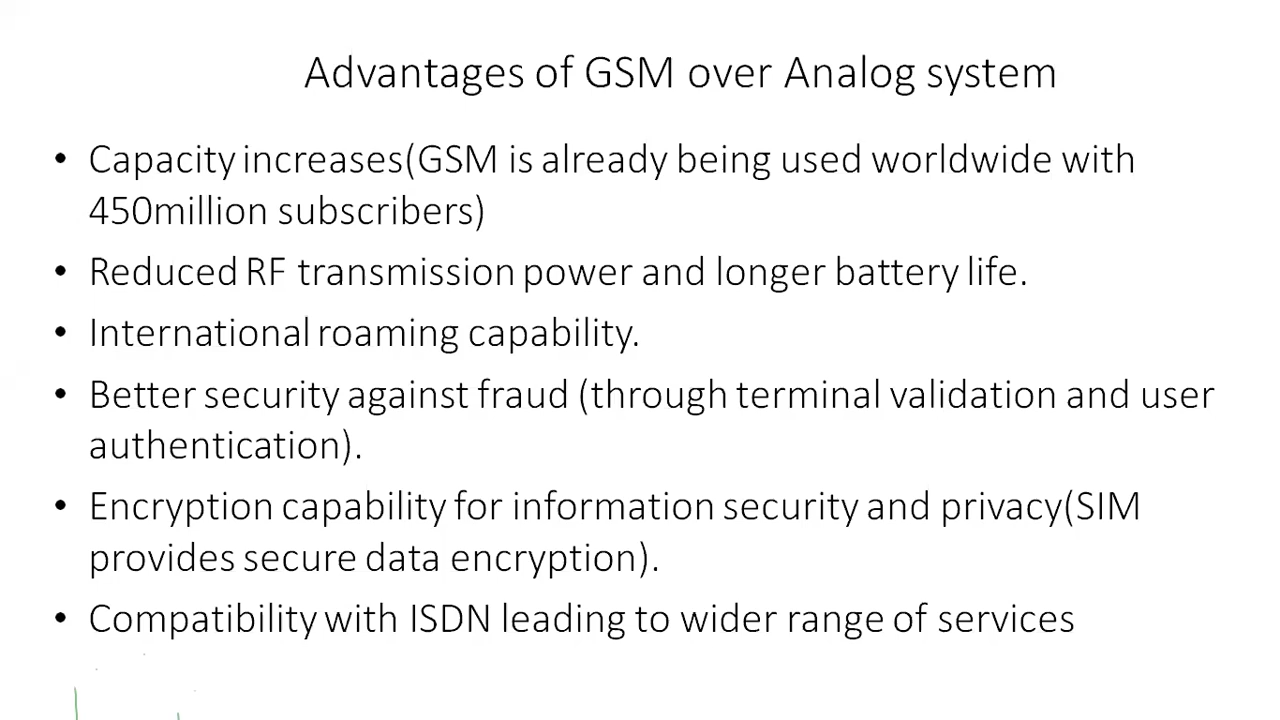 Advantages of GSM over Analog system
• Capacity increases(GSM is already being used worldwide with
450million subscribers)
• Reduced RF transmission power and longer battery life.
• International roaming capability.
• Better security against fraud (through terminal validation and user
authentication).
• Encryption capability for information security and privacy(SIM
provides secure data encryption).
• Compatibility with ISDN leading to wider range of services